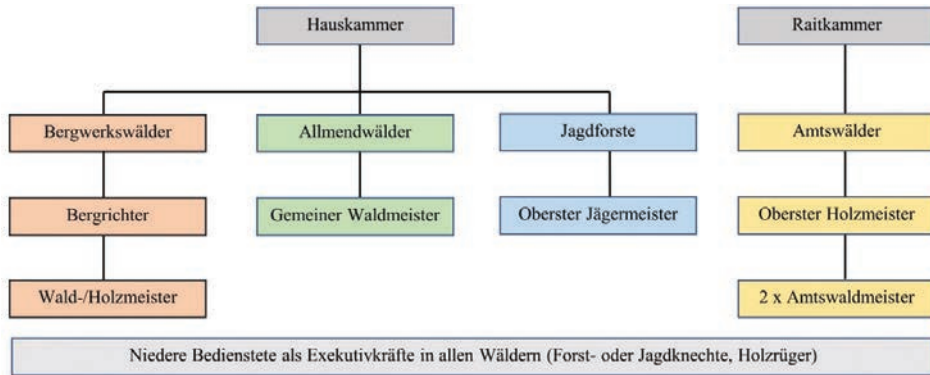 Hauskammer
Raitkammer
Bergwerkswälder
Allmendwälder
Jagdforste
Amtswälder
Bergrichter
Gemeiner Waldmeister
Oberster Jägermeister
Oberster Holzmeister
Wald-/Holzmeister
2 x Amtswaldmeister
Niedere Bedienstete als Exekutivkräfte in allen Wäldern (Forst- oder Jagdknechte, Holzrüger)